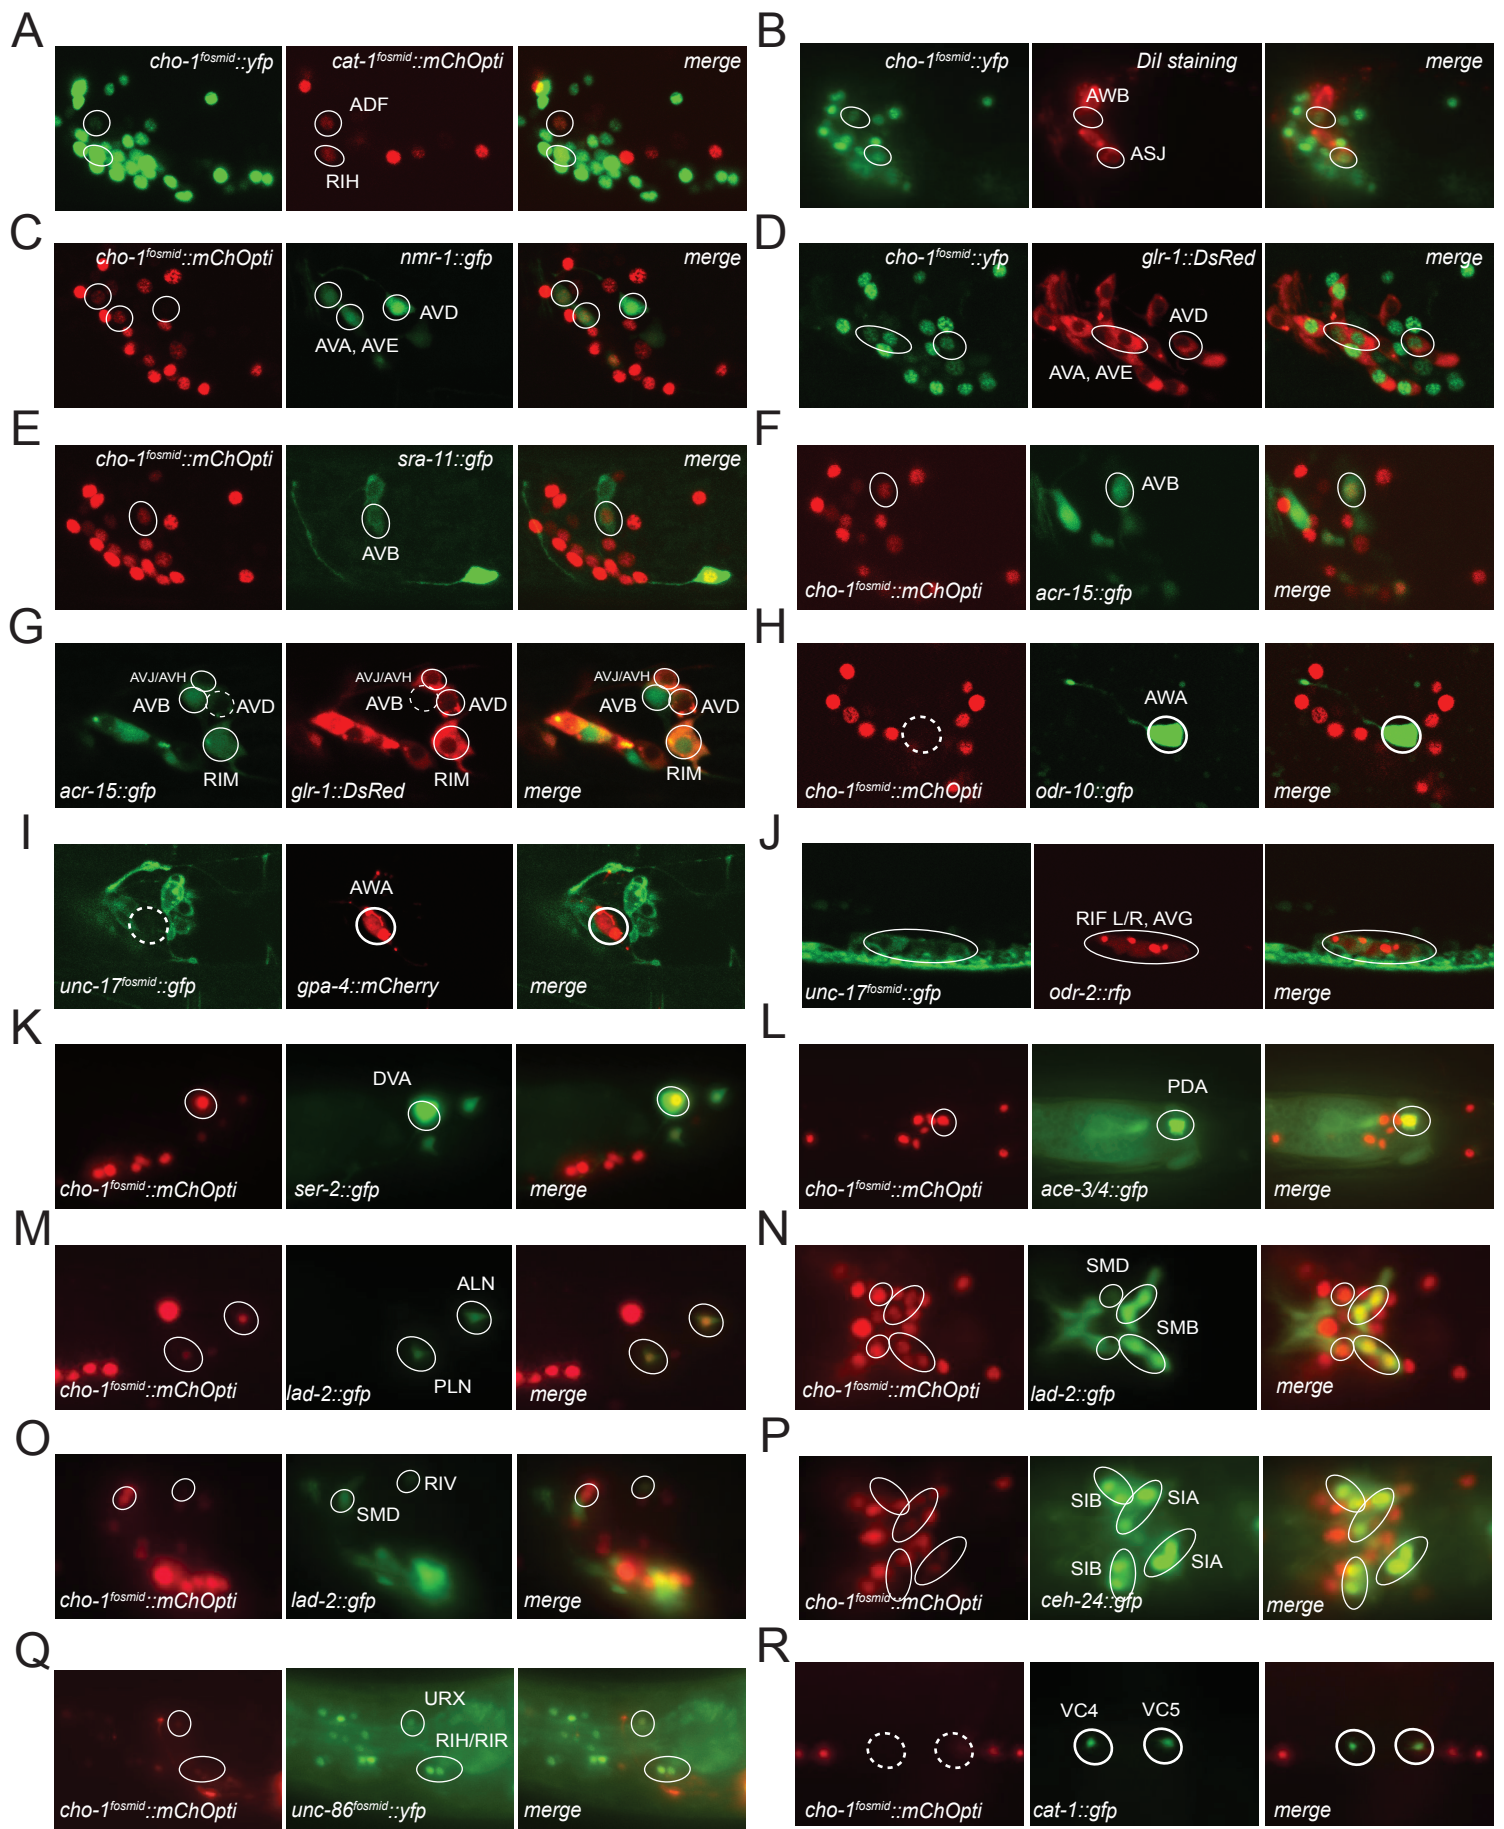 A
cho-1fosmid::yfp
cat-1fosmid::mChOpti
merge
ADF
RIH
B
cho-1fosmid::yfp
DiI staining
merge
AWB
ASJ
C
cho-1fosmid::mChOpti
nmr-1::gfp
merge
AVD
AVA, AVE
D
cho-1fosmid::yfp
glr-1::DsRed
merge
AVD
AVA, AVE
E
cho-1fosmid::mChOpti
sra-11::gfp
merge
AVB
F
AVB
cho-1fosmid::mChOpti
acr-15::gfp
merge
G
AVJ/AVH
AVB
AVD
RIM
acr-15::gfp
AVJ/AVH
AVB
AVD
RIM
glr-1::DsRed
AVJ/AVH
AVB
AVD
RIM
merge
H
AWA
cho-1fosmid::mChOpti
odr-10::gfp
merge
I
AWA
unc-17fosmid::gfp
gpa-4::mCherry
merge
J
RIF L/R, AVG
unc-17fosmid::gfp
odr-2::rfp
merge
K
DVA
cho-1fosmid::mChOpti
ser-2::gfp
merge
L
PDA
cho-1fosmid::mChOpti
ace-3/4::gfp
merge
M
ALN
PLN
cho-1fosmid::mChOpti
lad-2::gfp
merge
N
SMD
SMB
cho-1fosmid::mChOpti
lad-2::gfp
merge
O
RIV
SMD
cho-1fosmid::mChOpti
lad-2::gfp
merge
P
SIB
SIA
SIB
SIA
cho-1fosmid::mChOpti
ceh-24::gfp
merge
Q
URX
RIH/RIR
cho-1fosmid::mChOpti
unc-86fosmid::yfp
merge
R
VC4
VC5
cho-1fosmid::mChOpti
cat-1::gfp
merge